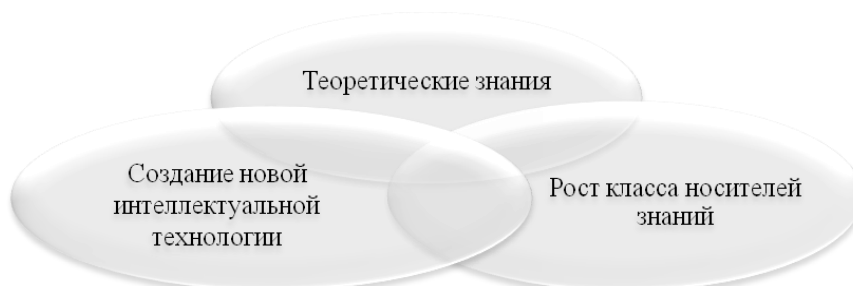 Теоретические знания
Создание новой
интеллектуальной
технологии
Рост класса носителей
знаний